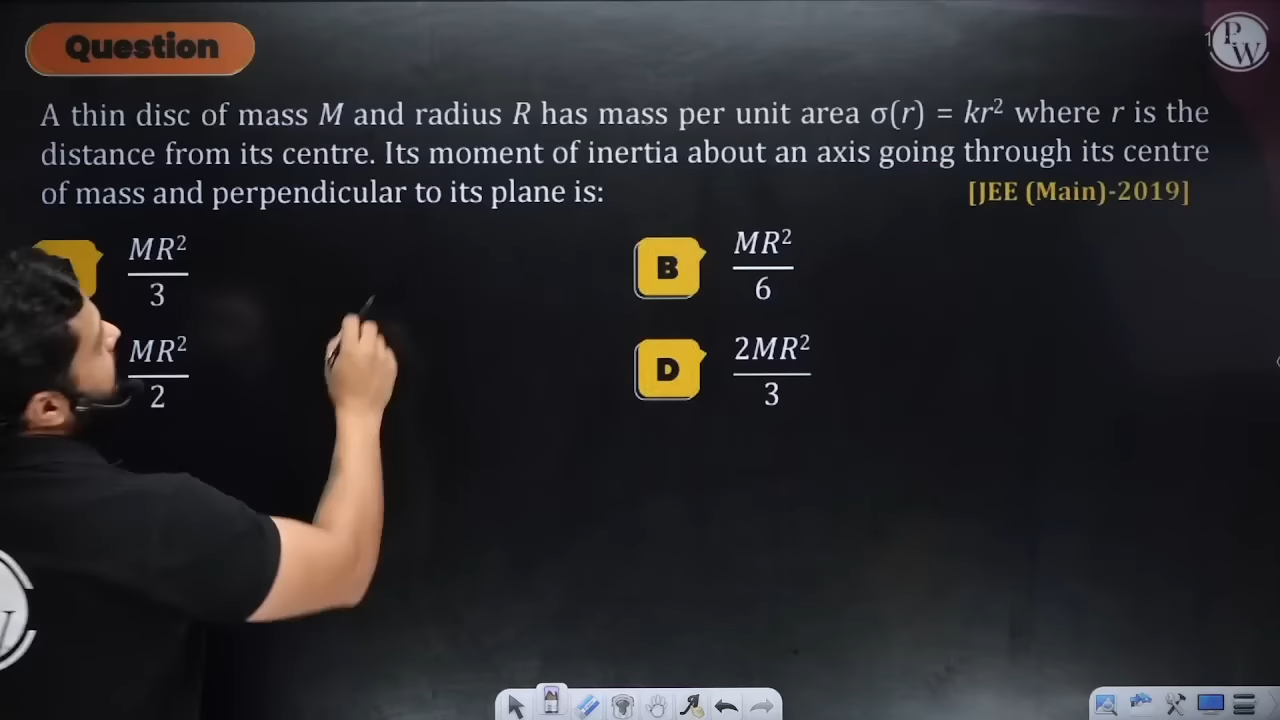 Question
PW
A thin disc of mass M and radius R has mass per unit area σ(r) = kr² where r is the
distance from its centre. Its moment of inertia about an axis going through its centre
of mass and perpendicular to its plane is:
[JEE (Main)-2019]
MR²/3
B MR²/6
MR²/2
D 2MR²/3